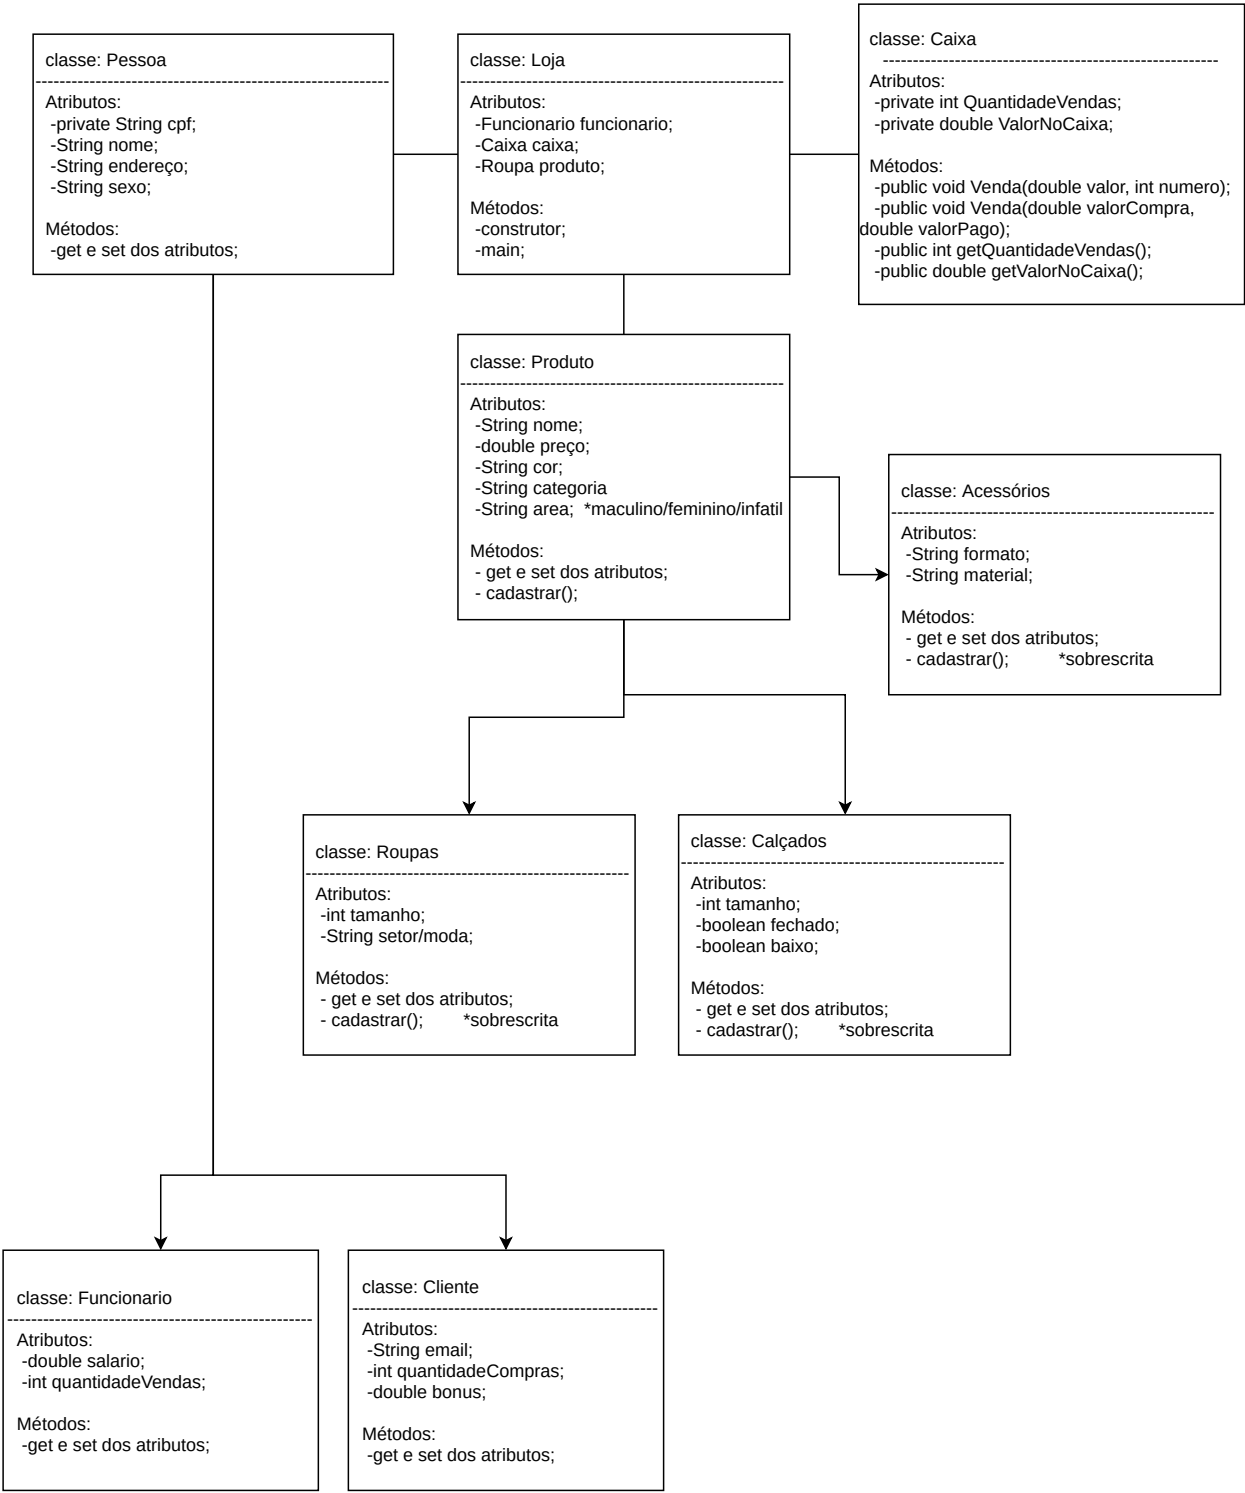 classe: Pessoa
Atributos:
-private String cpf;
-String nome;
-String endereço;
-String sexo;
Métodos:
-get e set dos atributos;
classe: Loja
Atributos:
-Funcionario funcionario;
-Caixa caixa;
-Roupa produto;
Métodos:
-construtor;
-main;
classe: Caixa
Atributos:
-private int QuantidadeVendas;
-private double ValorNoCaixa;
Métodos:
-public void Venda(double valor, int numero);
-public void Venda(double valorCompra,
double valorPago);
-public int getQuantidadeVendas();
-public double getValorNoCaixa();
classe: Produto
Atributos:
-String nome;
-double preço;
-String cor;
-String categoria
-String area;  *maculino/feminino/infatil
Métodos:
- get e set dos atributos;
- cadastrar();
classe: Acessórios
Atributos:
-String formato;
-String material;
Métodos:
- get e set dos atributos;
- cadastrar();          *sobrescrita
classe: Roupas
Atributos:
-int tamanho;
-String setor/moda;
Métodos:
- get e set dos atributos;
- cadastrar();        *sobrescrita
classe: Calçados
Atributos:
-int tamanho;
-boolean fechado;
-boolean baixo;
Métodos:
- get e set dos atributos;
- cadastrar();        *sobrescrita
classe: Funcionario
Atributos:
-double salario;
-int quantidadeVendas;
Métodos:
-get e set dos atributos;
classe: Cliente
Atributos:
-String email;
-int quantidadeCompras;
-double bonus;
Métodos:
-get e set dos atributos;